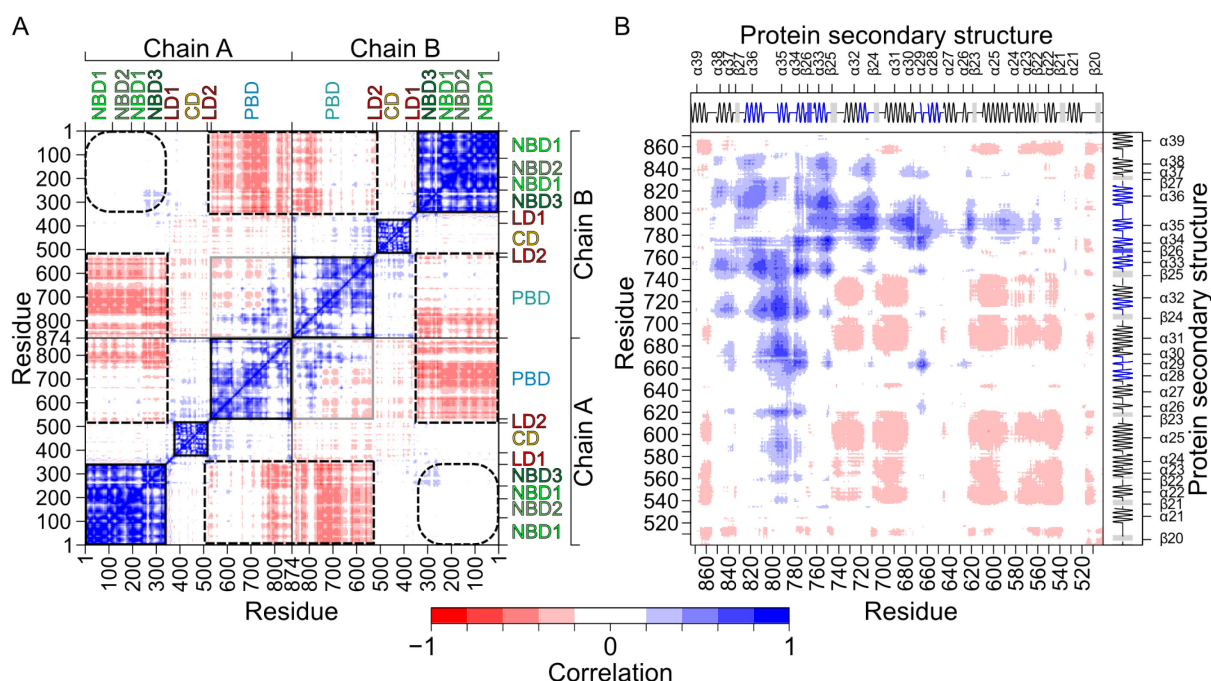 A
Chain A
Chain B
NBD1
NBD2
NBD1
NBD3
LD1
CD
LD2
PBD
PBD
LD2
CD
LD1
NBD3
NBD1
NBD2
NBD1
1
100
200
300
400
500
600
700
800
874
800
700
600
500
400
300
200
100
1
Residue
NBD1
NBD2
NBD1
NBD3
LD1
CD
LD2
PBD
PBD
LD2
CD
LD1
NBD3
NBD1
NBD2
NBD1
Chain B
Chain A
1
100
200
300
400
500
600
700
800
874
800
700
600
500
400
300
200
100
1
Residue
B
Protein secondary structure
α39
α38
α37
β27
α36
α35
α34
β26
α33
β25
α32
β24
α31
α30
α29
α28
α27
α26
β23
α25
α24
α23
β22
α22
β21
α21
β20
860
840
820
800
780
760
740
720
700
680
660
640
620
600
580
560
540
520
Residue
α39
α38
α37
β27
α36
α35
α34
β26
α33
β25
α32
β24
α31
α30
α29
α28
α27
α26
β23
α25
α24
α23
β22
α22
β21
α21
β20
Protein secondary structure
860
840
820
800
780
760
740
720
700
680
660
640
620
600
580
560
540
520
Residue
−1
0
1
Correlation